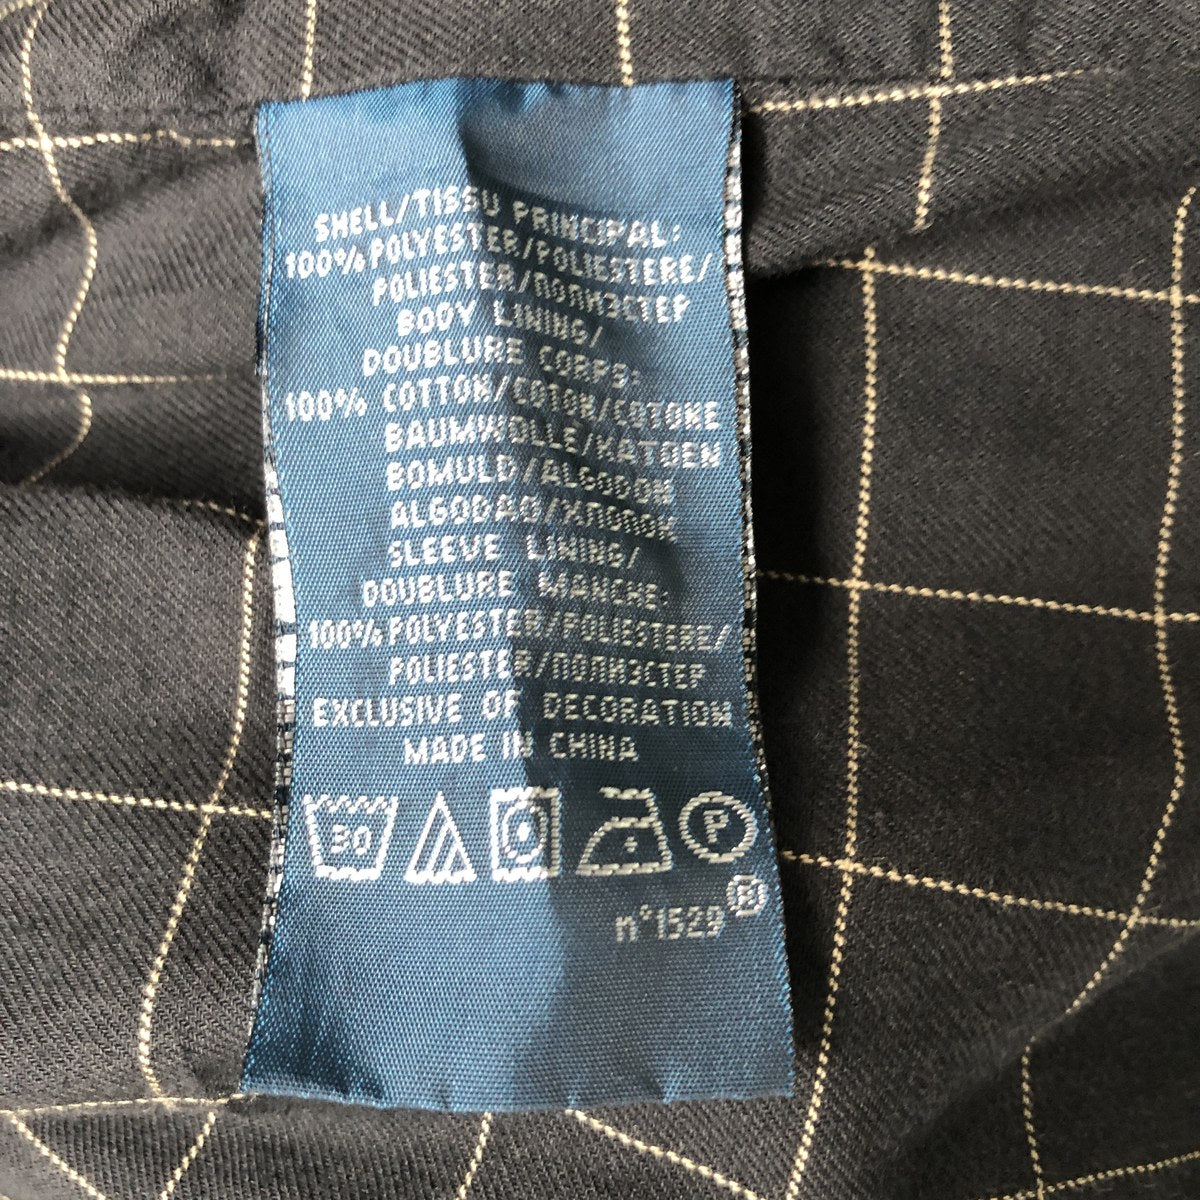 SHELL/TISSU PRINCIPAL:
100% POLYESTER/POLIESTERE/
POLIESTER/ПОЛИЭСТЕР
BODY LINING/
DOUBLURE CORPS:
100% COTTON/COTON/COTONE
BAUMWOLLE/KATOEN
BOMULD/ALGODON
ALGODAO/ХЛОПОК
SLEEVE LINING/
DOUBLURE MANCHE:
100% POLYESTER/POLIESTERE/
POLIESTER/ПОЛИЭСТЕР
EXCLUSIVE OF DECORATION
MADE IN CHINA
30 P
n°1529 ®